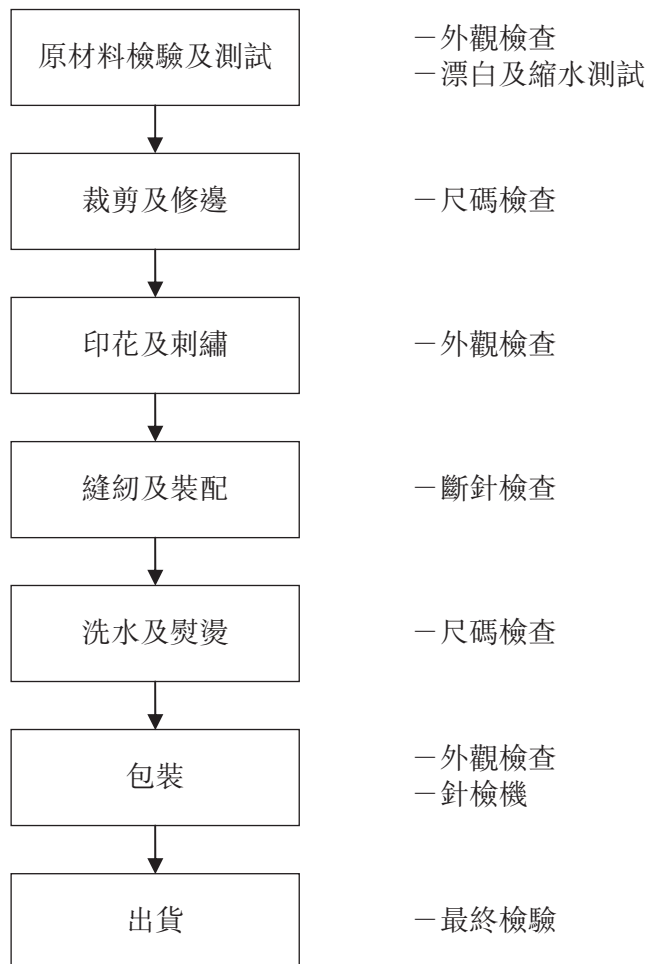 原材料檢驗及測試
－外觀檢查
－漂白及縮水測試
裁剪及修邊
－尺碼檢查
印花及刺繡
－外觀檢查
縫紉及裝配
－斷針檢查
洗水及熨燙
－尺碼檢查
包裝
－外觀檢查
－針檢機
出貨
－最終檢驗